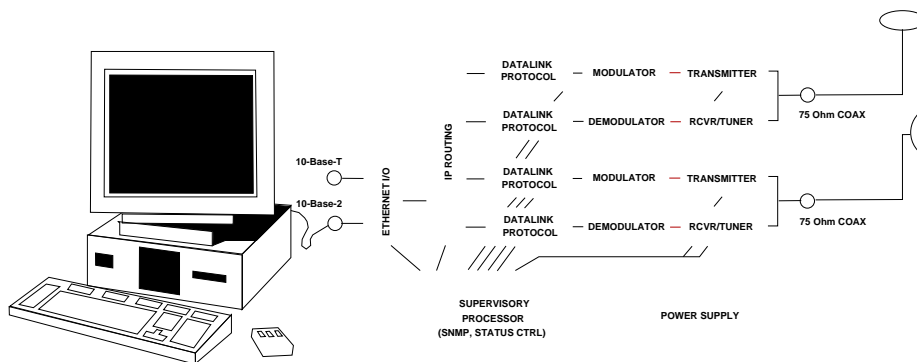 DATALINK
PROTOCOL
MODULATOR
TRANSMITTER
75 Ohm COAX
DATALINK
PROTOCOL
DEMODULATOR
RCVR/TUNER
10-Base-T
10-Base-2
ETHERNET I/O
IP ROUTING
DATALINK
PROTOCOL
MODULATOR
TRANSMITTER
75 Ohm COAX
DATALINK
PROTOCOL
DEMODULATOR
RCVR/TUNER
SUPERVISORY
PROCESSOR
(SNMP, STATUS CTRL)
POWER SUPPLY